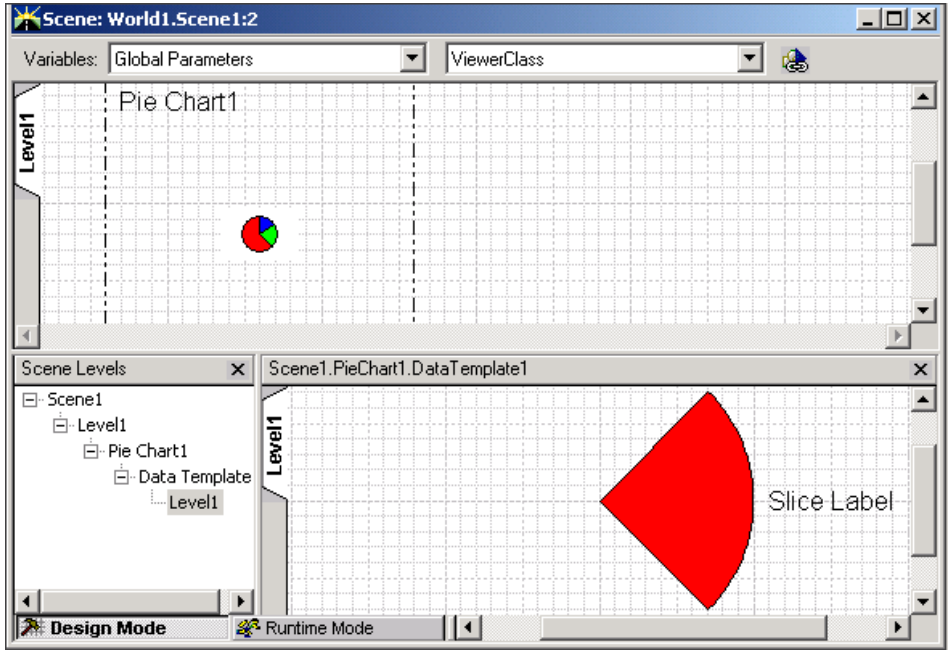 Scene: World1.Scene1:2
Variables: Global Parameters ViewerClass
Level1
Pie Chart1
Scene Levels
Scene1
Level1
Pie Chart1
Data Template
Level1
Scene1.PieChart1.DataTemplate1
Level1
Slice Label
Design Mode Runtime Mode